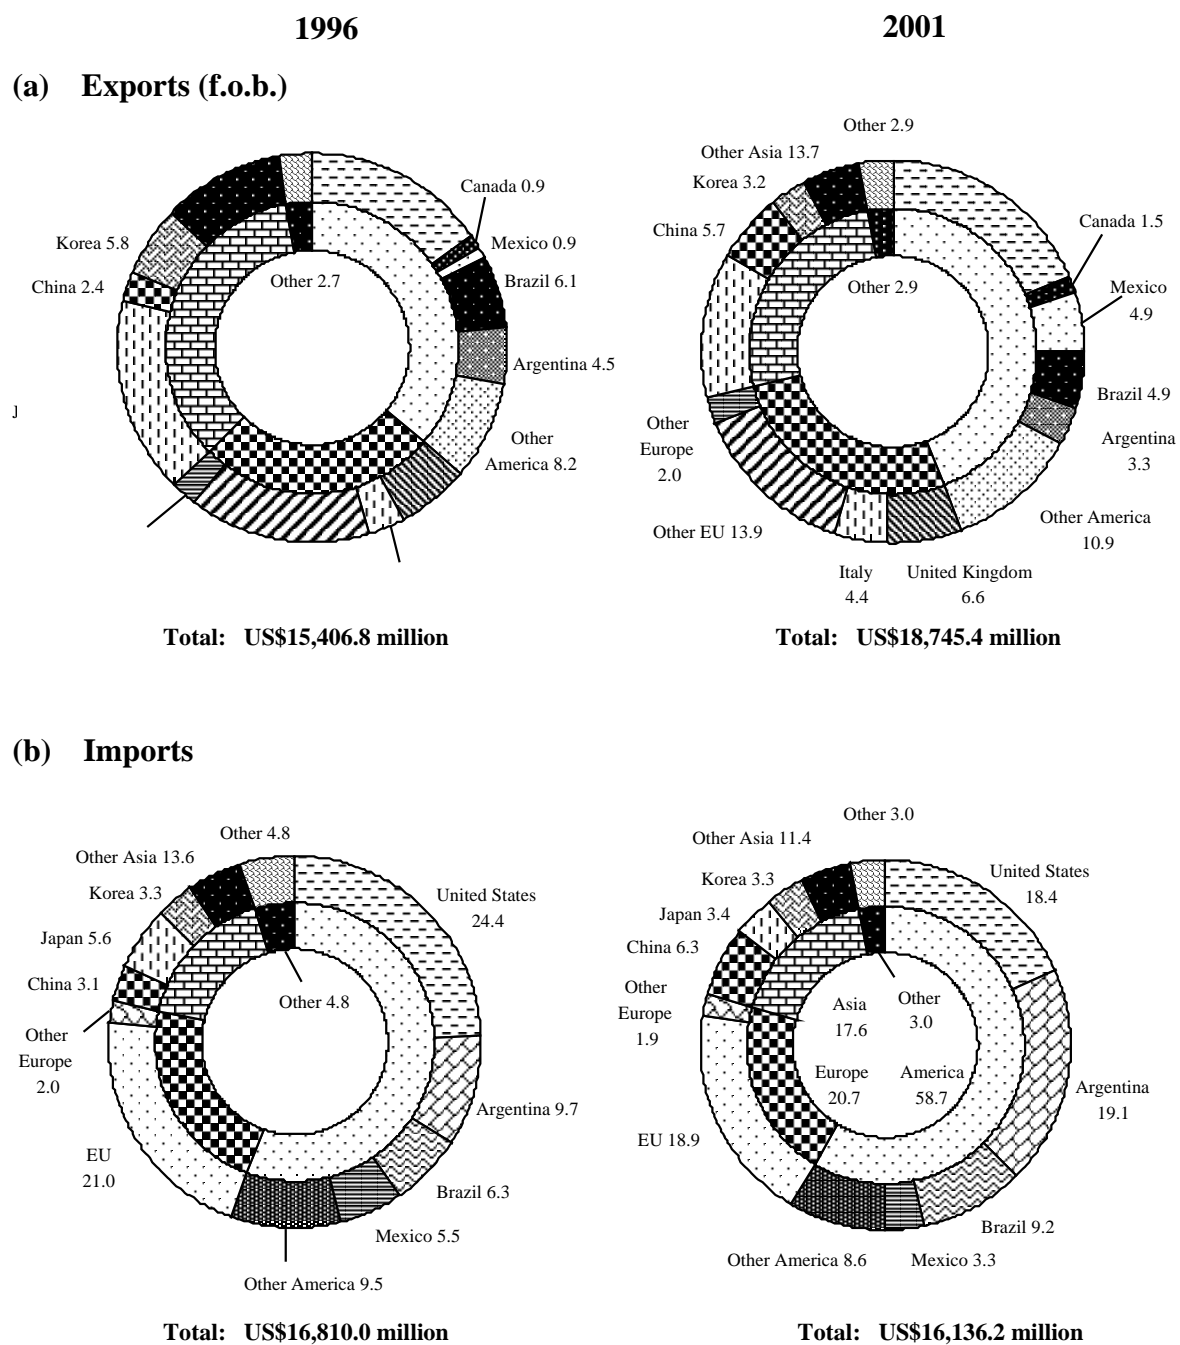 1996
2001
(a) Exports (f.o.b.)
Canada 0.9
Mexico 0.9
Brazil 6.1
Argentina 4.5
Other
America 8.2
Korea 5.8
China 2.4
J
Other 2.7
Total: US$15,406.8 million
Other 2.9
Other Asia 13.7
Korea 3.2
China 5.7
Canada 1.5
Mexico
4.9
Brazil 4.9
Argentina
3.3
Other America
10.9
United Kingdom
6.6
Italy
4.4
Other EU 13.9
Other
Europe
2.0
Other 2.9
Total: US$18,745.4 million
(b) Imports
Other 4.8
Other Asia 13.6
Korea 3.3
Japan 5.6
China 3.1
Other
Europe
2.0
EU
21.0
United States
24.4
Argentina 9.7
Brazil 6.3
Mexico 5.5
Other America 9.5
Other 4.8
Total: US$16,810.0 million
Other 3.0
Other Asia 11.4
Korea 3.3
Japan 3.4
China 6.3
Other
Europe
1.9
EU 18.9
United States
18.4
Argentina
19.1
Brazil 9.2
Mexico 3.3
Other America 8.6
Asia
17.6
Other
3.0
Europe
20.7
America
58.7
Total: US$16,136.2 million